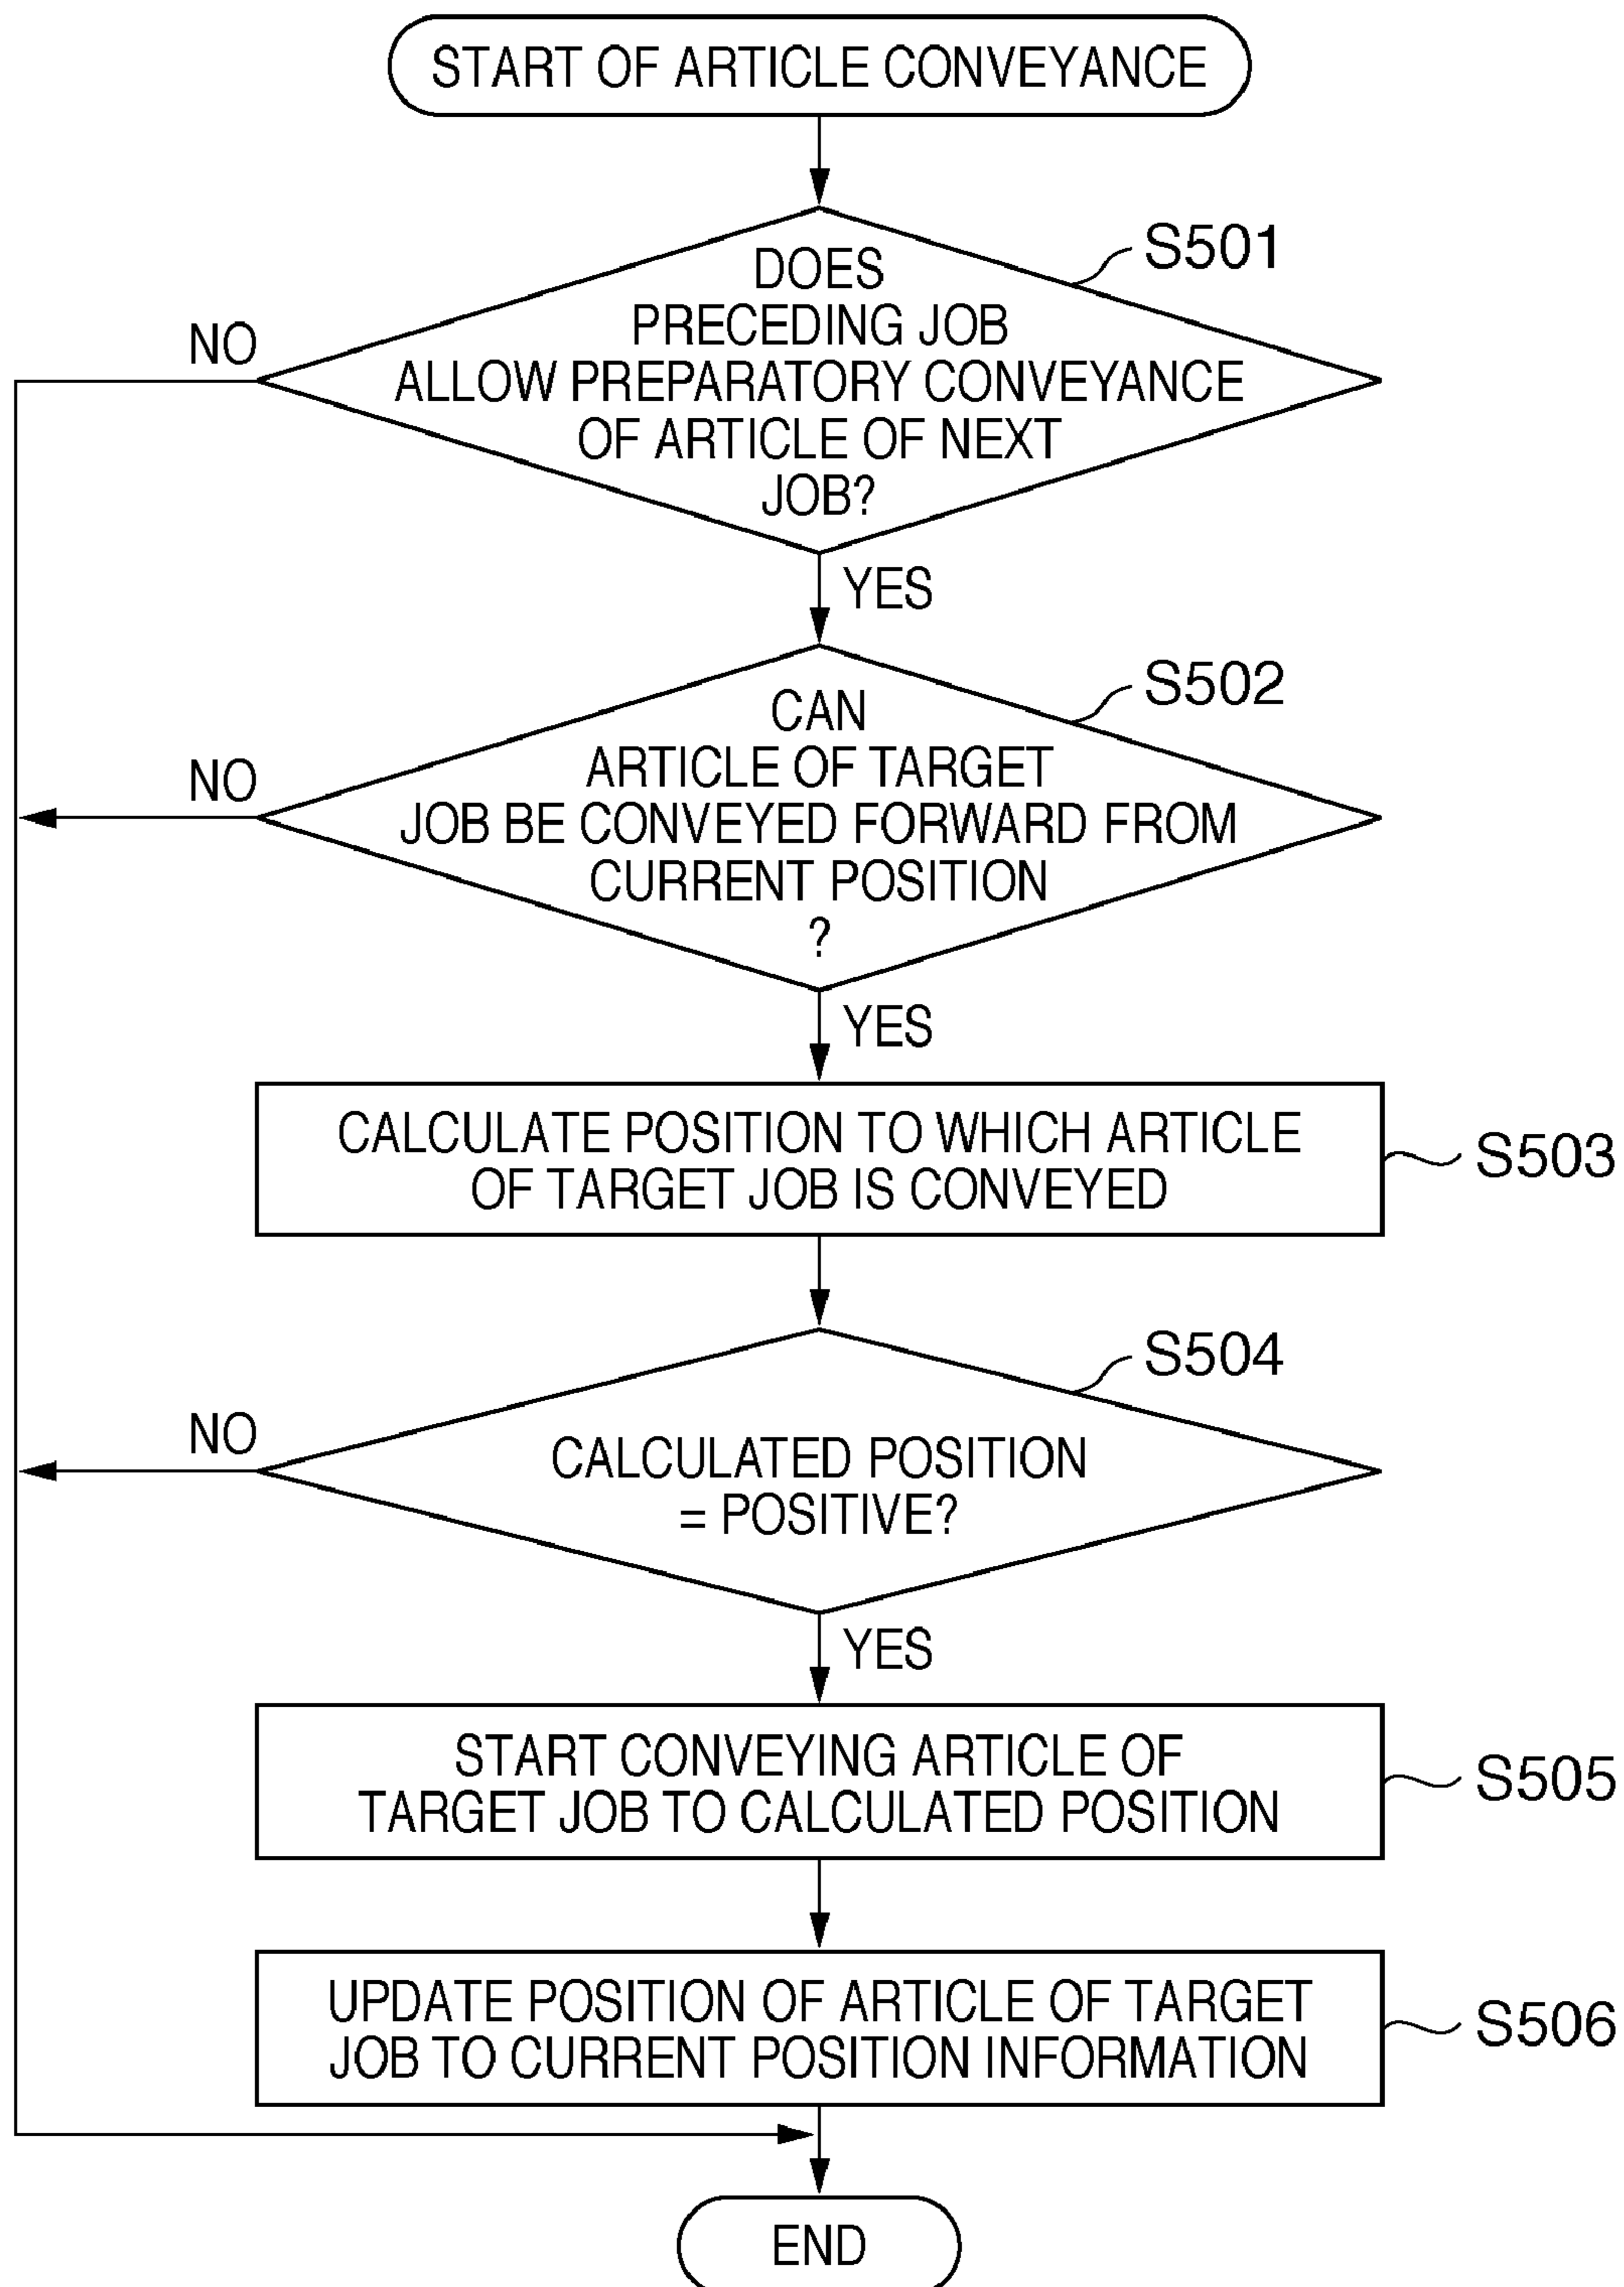 START OF ARTICLE CONVEYANCE
S501
DOES
PRECEDING JOB
ALLOW PREPARATORY CONVEYANCE
OF ARTICLE OF NEXT
JOB?
NO
YES
S502
CAN
ARTICLE OF TARGET
JOB BE CONVEYED FORWARD FROM
CURRENT POSITION
?
NO
YES
CALCULATE POSITION TO WHICH ARTICLE
OF TARGET JOB IS CONVEYED
S503
S504
CALCULATED POSITION
= POSITIVE?
NO
YES
START CONVEYING ARTICLE OF
TARGET JOB TO CALCULATED POSITION
S505
UPDATE POSITION OF ARTICLE OF TARGET
JOB TO CURRENT POSITION INFORMATION
S506
END